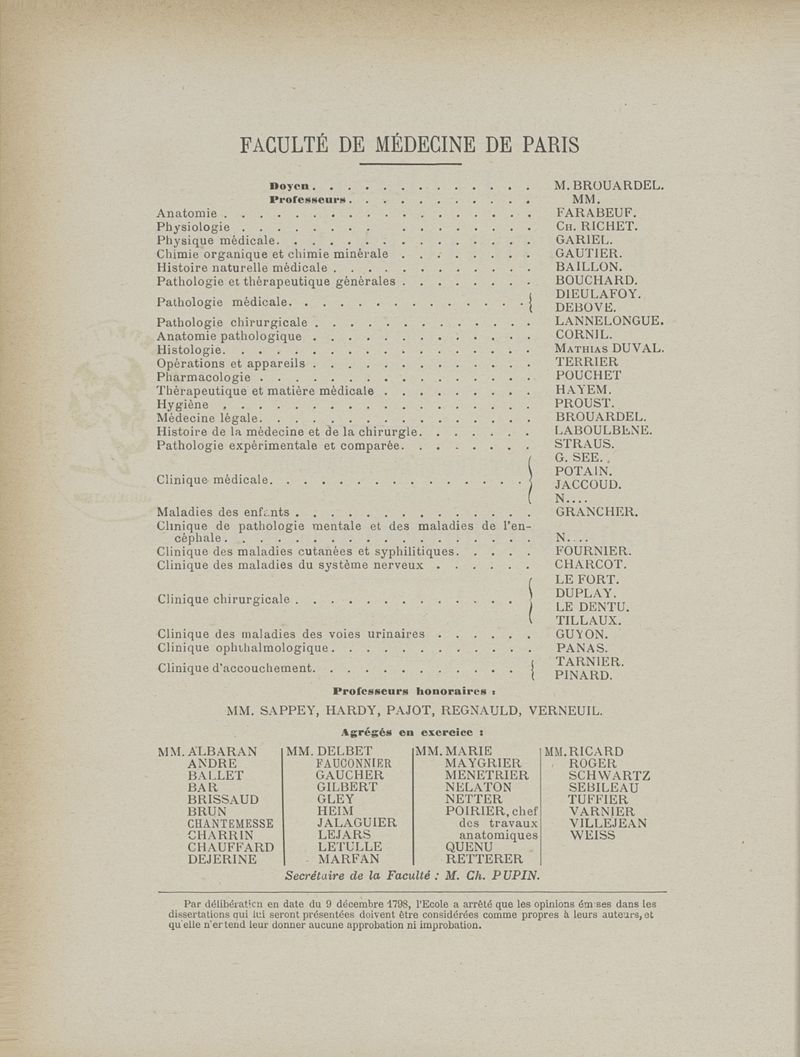 FACULTÉ DE MÉDECINE DE PARIS
Doyen . . . . . . . . . . . . . M. BROUARDEL.
Professeurs . . . . . . . . . . . MM.
Anatomie . . . . . . . . . . . . . . . . . . FARABEUF.
Physiologie . . . . . . . . . . . . . . . . CH. RICHET.
Physique médicale . . . . . . . . . . . . . . . GARIEL.
Chimie organique et chimie minérale . . . . . . . . GAUTIER.
Histoire naturelle médicale . . . . . . . . . . . . BAILLON.
Pathologie et thérapeutique générales . . . . . . . . BOUCHARD.
Pathologie médicale . . . . . . . . . . . . . . { DIEULAFOY.
DEBOVE.
Pathologie chirurgicale . . . . . . . . . . . . . LANNELONGUE.
Anatomie pathologique . . . . . . . . . . . . . CORNIL.
Histologie . . . . . . . . . . . . . . . . . . MATHIAS DUVAL.
Opérations et appareils . . . . . . . . . . . . . TERRIER
Pharmacologie . . . . . . . . . . . . . . . . POUCHET
Thérapeutique et matière médicale . . . . . . . . . HAYEM.
Hygiène . . . . . . . . . . . . . . . . . . PROUST.
Médecine légale . . . . . . . . . . . . . . . . BROUARDEL.
Histoire de la médecine et de la chirurgie . . . . . . . LABOULBÈNE.
Pathologie expérimentale et comparée . . . . . . . . STRAUS.
Clinique médicale . . . . . . . . . . . . . . . { G. SEE.
POTAIN.
JACCOUD.
N....
Maladies des enfants . . . . . . . . . . . . . . GRANCHER.
Clinique de pathologie mentale et des maladies de l'en-
céphale . . . . . . . . . . . . . . . . . . N....
Clinique des maladies cutanées et syphilitiques . . . . . FOURNIER.
Clinique des maladies du système nerveux . . . . . . CHARCOT.
Clinique chirurgicale . . . . . . . . . . . . . { LE FORT.
DUPLAY.
LE DENTU.
TILLAUX.
Clinique des maladies des voies urinaires . . . . . . GUYON.
Clinique ophthalmologique . . . . . . . . . . . . PANAS.
Clinique d'accouchement . . . . . . . . . . . . { TARNIER.
PINARD.
Professeurs honoraires :
MM. SAPPEY, HARDY, PAJOT, REGNAULD, VERNEUIL.
Agrégés en exercice :
MM. ALBARAN
ANDRE
BALLET
BAR
BRISSAUD
BRUN
CHANTEMESSE
CHARRIN
CHAUFFARD
DEJERINE
MM. DELBET
FAUCONNIER
GAUCHER
GILBERT
GLEY
HEIM
JALAGUIER
LEJARS
LETULLE
MARFAN
MM. MARIE
MAYGRIER
MENETRIER
NELATON
NETTER
POIRIER, chef
des travaux
anatomiques
QUENU
RETTERER
MM. RICARD
ROGER
SCHWARTZ
SEBILEAU
TUFFIER
VARNIER
VILLEJEAN
WEISS
Secrétaire de la Faculté : M. Ch. PUPIN.
Par délibération en date du 9 décembre 1798, l'Ecole a arrêté que les opinions émises dans les
dissertations qui lui seront présentées doivent être considérées comme propres à leurs auteurs, et
qu'elle n'entend leur donner aucune approbation ni improbation.